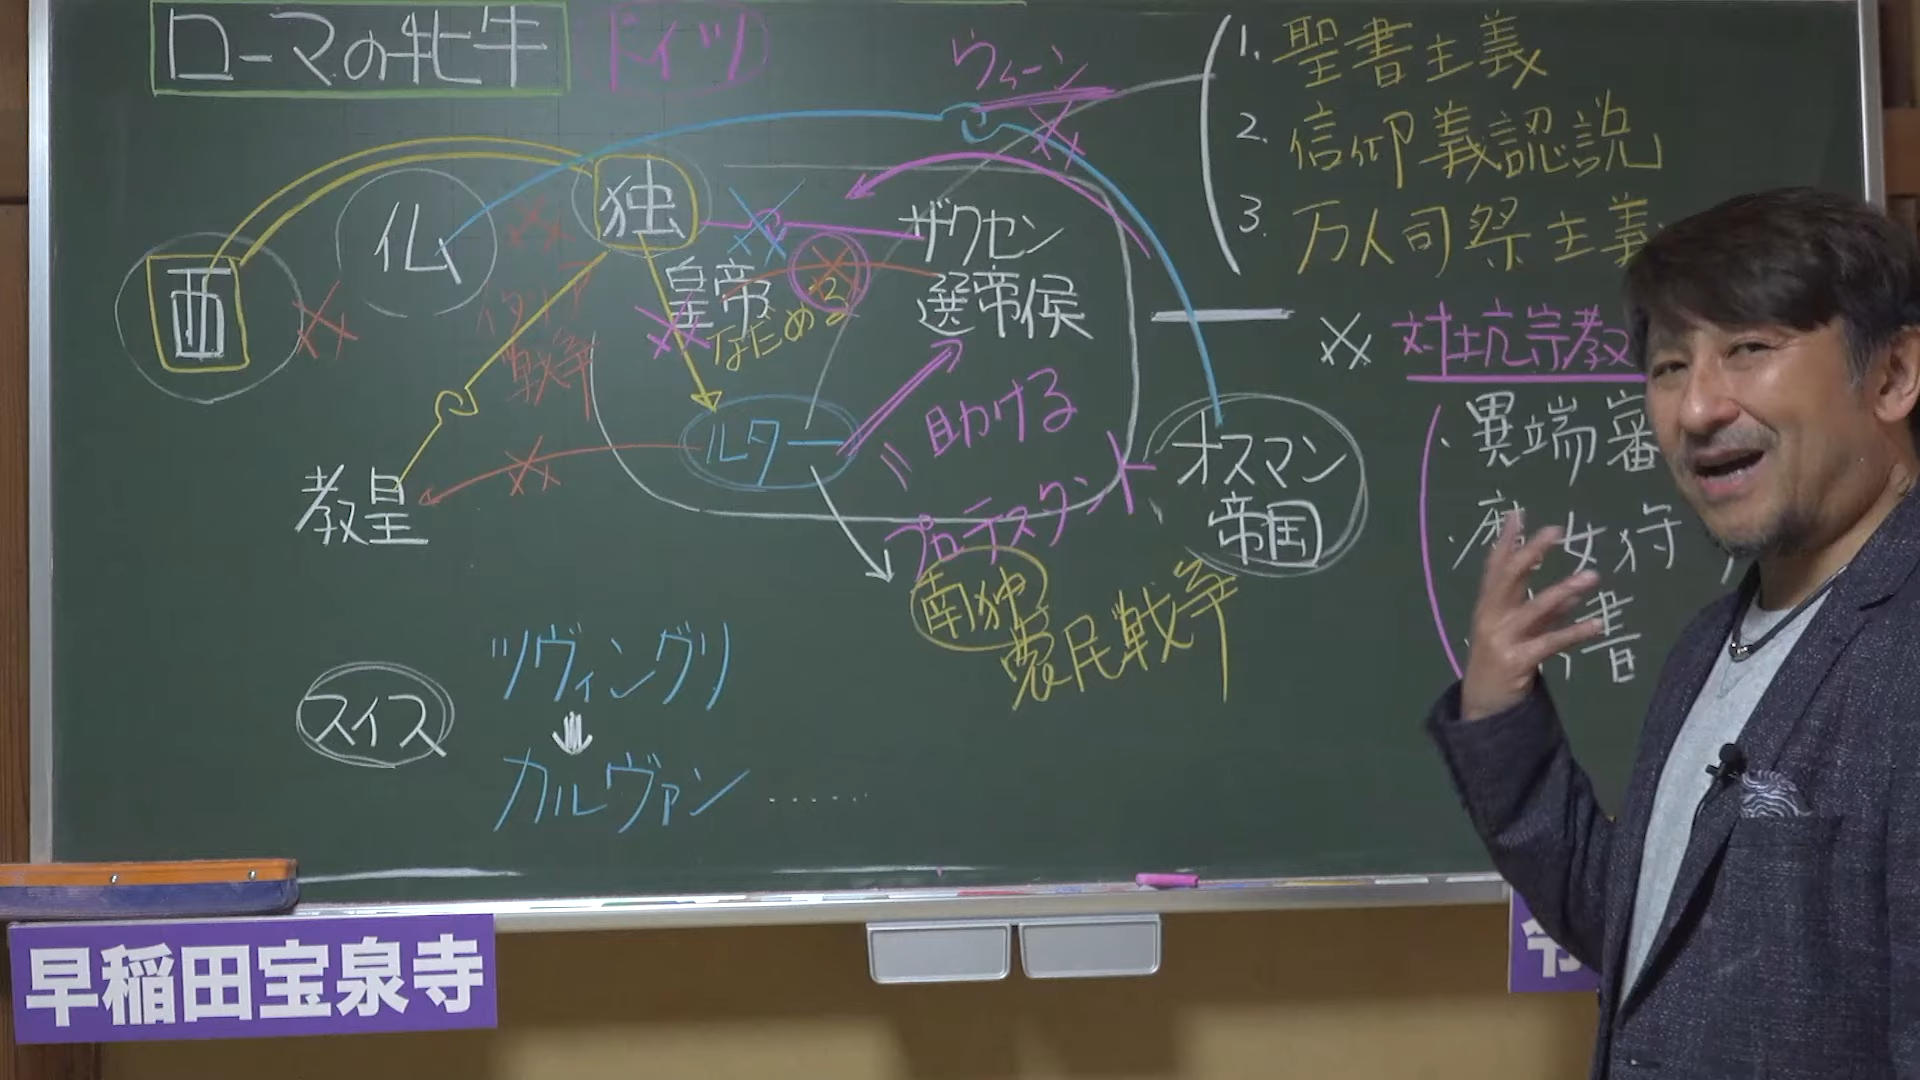 ローマの牝牛
ドイツ
ウィーン
1. 聖書主義
2. 信仰義認説
3. 万人司祭主義
西
仏
独
皇帝
なだめる
ザクセン
選帝侯
イタリア
戦争
ルター
助ける
プロテスタント
教皇
オスマン
帝国
対抗宗教
・異端審
・魔女狩
書
南独
農民戦争
スイス
ツヴィングリ
カルヴァン ……
早稲田宝泉寺